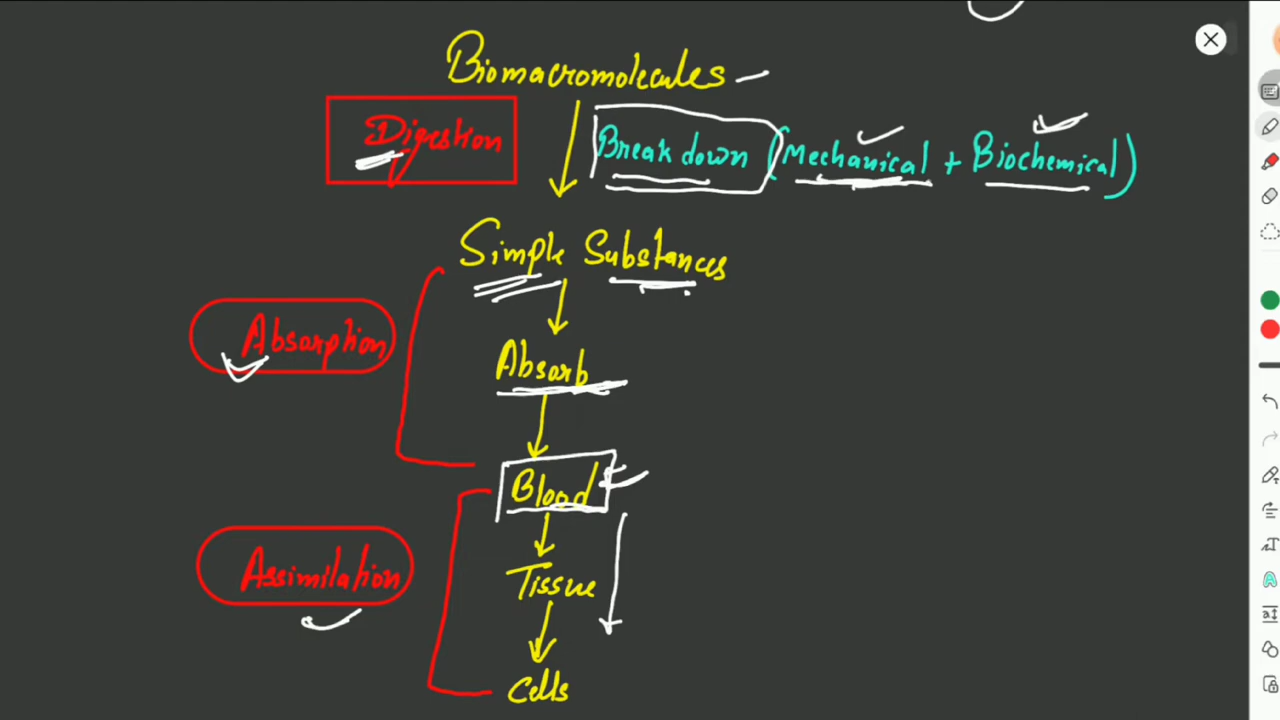 Biomacromolecules
Digestion
Breakdown (Mechanical + Biochemical)
Simple Substances
Absorption
Absorb
Blood
Assimilation
Tissue
Cells